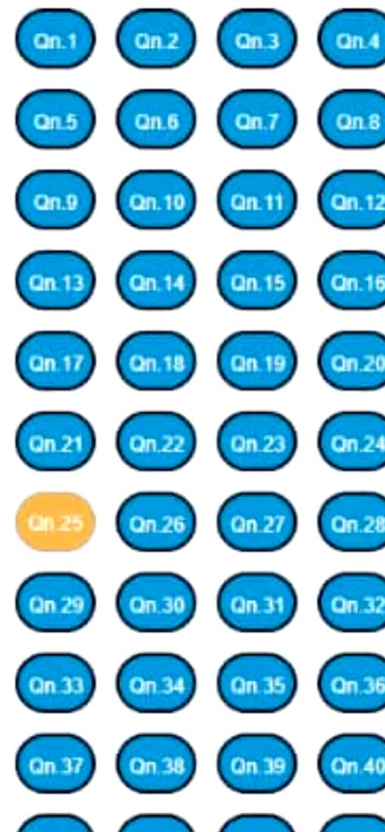 Qn.1 Qn.2 Qn.3 Qn.4
Qn.5 Qn.6 Qn.7 Qn.8
Qn.9 Qn.10 Qn.11 Qn.12
Qn.13 Qn.14 Qn.15 Qn.16
Qn.17 Qn.18 Qn.19 Qn.20
Qn.21 Qn.22 Qn.23 Qn.24
Qn.25 Qn.26 Qn.27 Qn.28
Qn.29 Qn.30 Qn.31 Qn.32
Qn.33 Qn.34 Qn.35 Qn.36
Qn.37 Qn.38 Qn.39 Qn.40